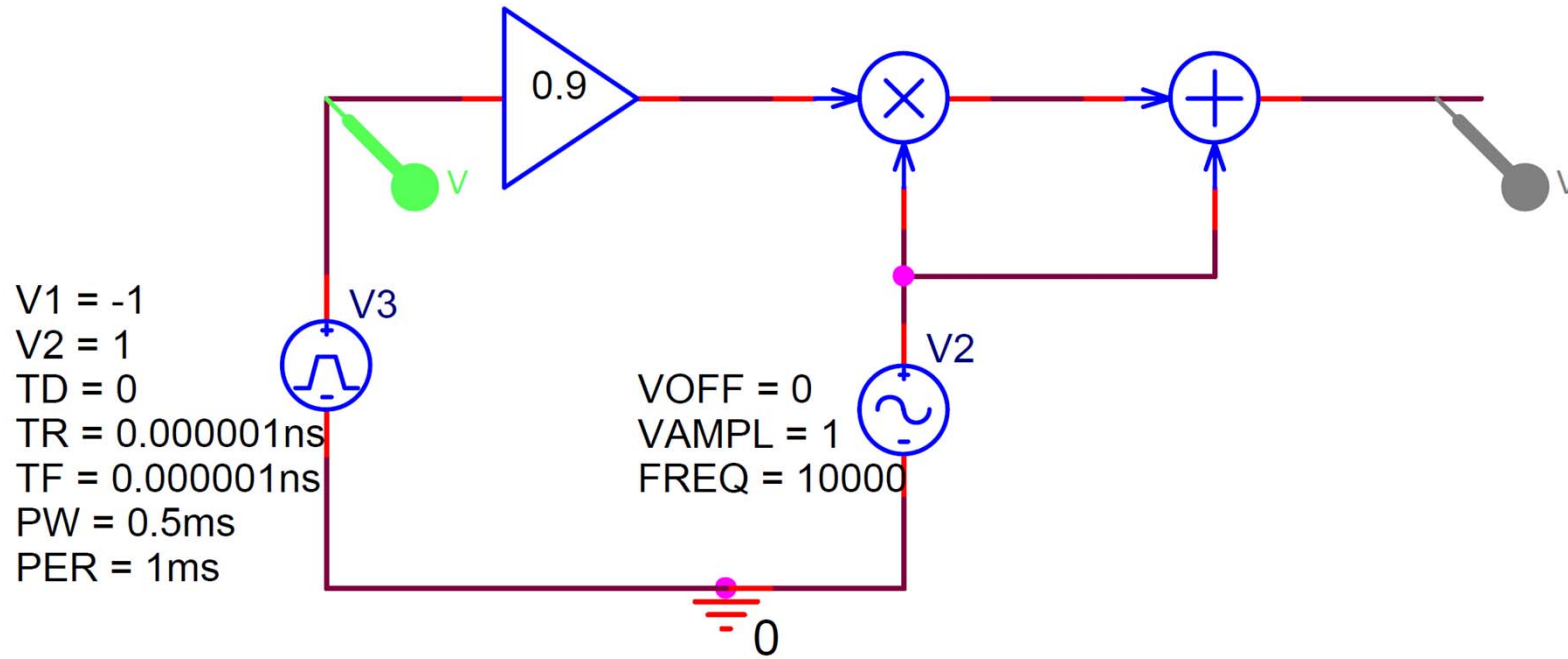 0.9
V
V
V1 = -1
V2 = 1
TD = 0
TR = 0.000001ns
TF = 0.000001ns
PW = 0.5ms
PER = 1ms
V3
V2
VOFF = 0
VAMPL = 1
FREQ = 10000
0